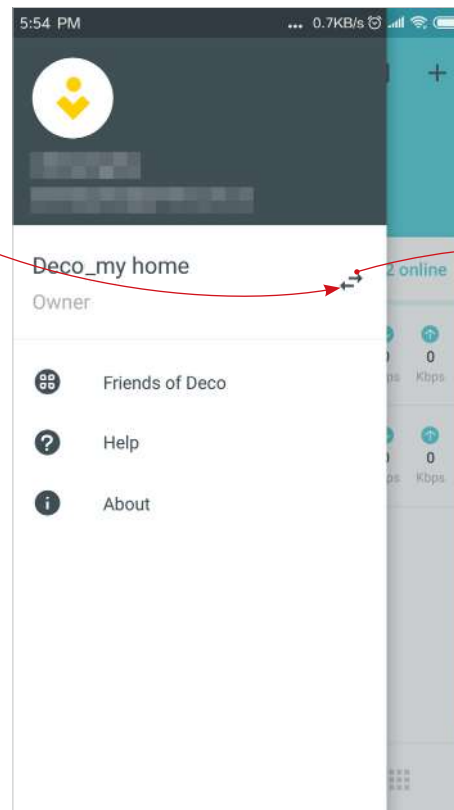 5:54 PM ... 0.7KB/s
Deco_my home
2 online
Owner
0
Kbps
Friends of Deco
Help
0
Kbps
About